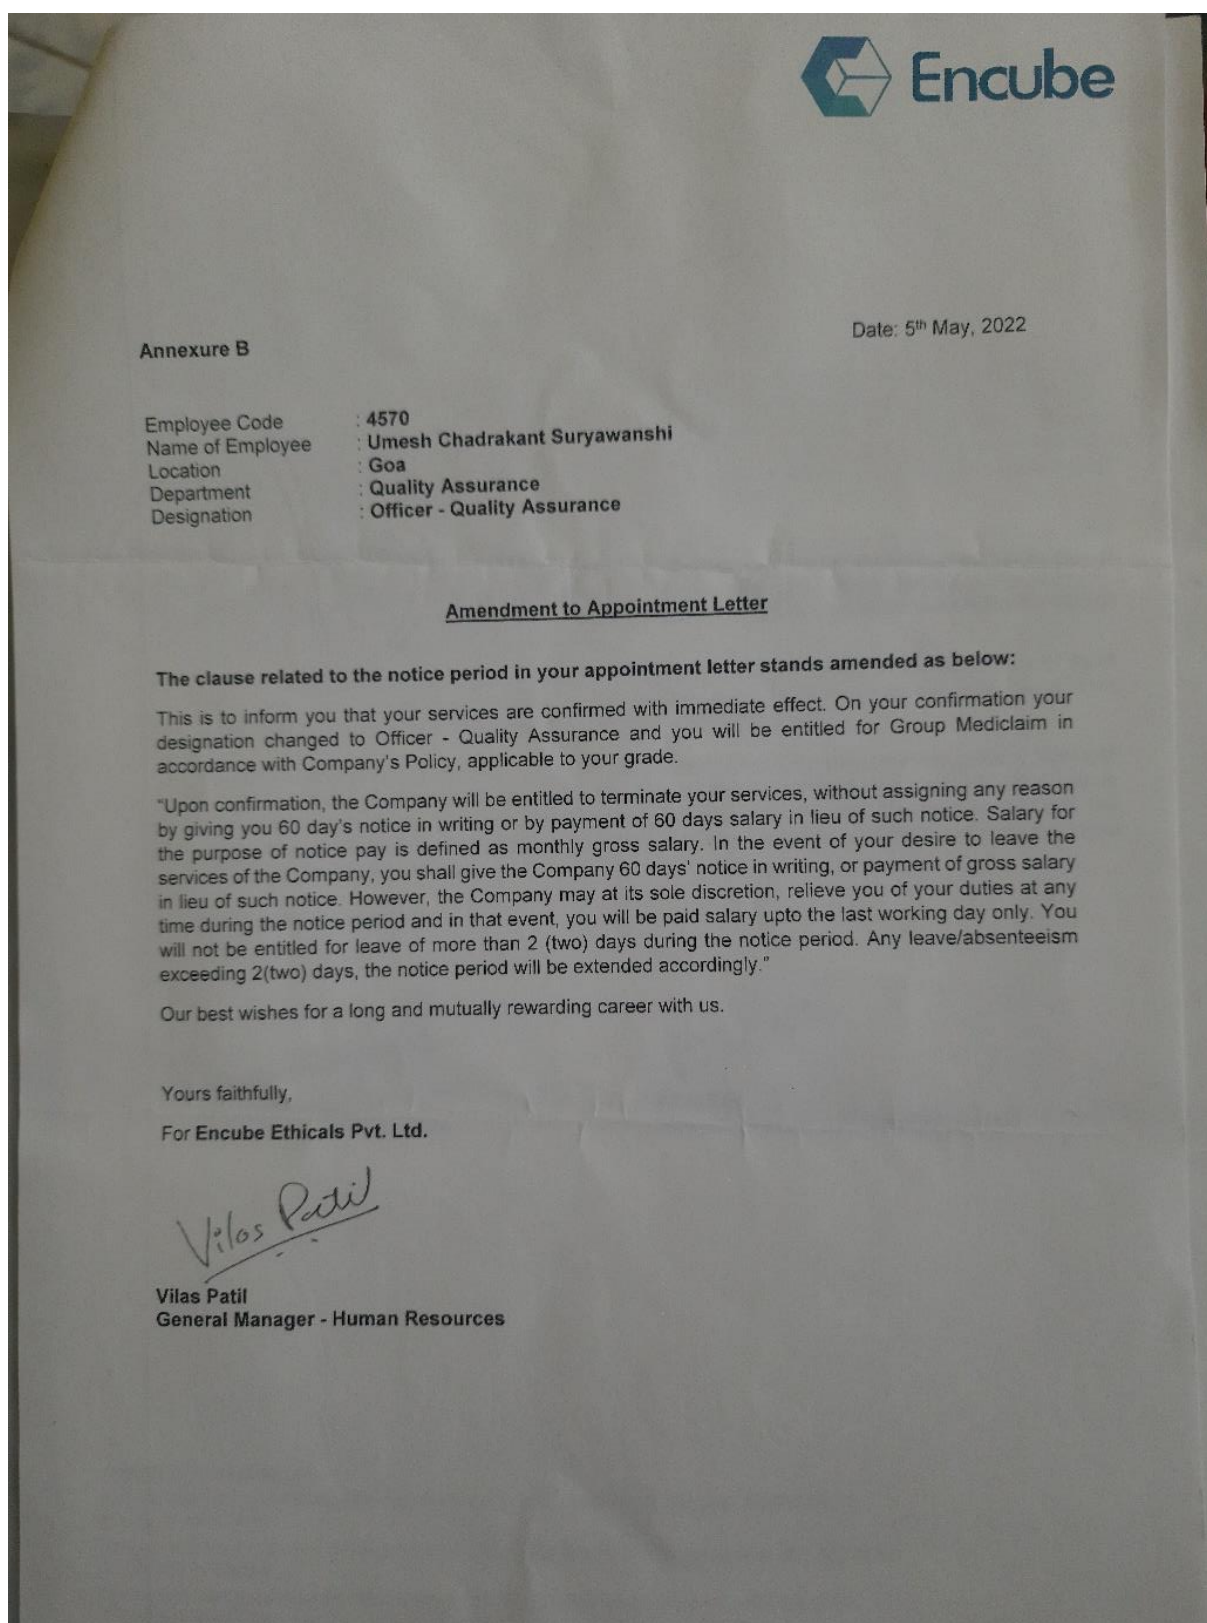 Encube
Date: 5th May, 2022
Annexure B
Employee Code : 4570
Name of Employee : Umesh Chadrakant Suryawanshi
Location : Goa
Department : Quality Assurance
Designation : Officer - Quality Assurance
Amendment to Appointment Letter
The clause related to the notice period in your appointment letter stands amended as below:
This is to inform you that your services are confirmed with immediate effect. On your confirmation your
designation changed to Officer - Quality Assurance and you will be entitled for Group Mediclaim in
accordance with Company's Policy, applicable to your grade.
"Upon confirmation, the Company will be entitled to terminate your services, without assigning any reason
by giving you 60 day's notice in writing or by payment of 60 days salary in lieu of such notice. Salary for
the purpose of notice pay is defined as monthly gross salary. In the event of your desire to leave the
services of the Company, you shall give the Company 60 days' notice in writing, or payment of gross salary
in lieu of such notice. However, the Company may at its sole discretion, relieve you of your duties at any
time during the notice period and in that event, you will be paid salary upto the last working day only. You
will not be entitled for leave of more than 2 (two) days during the notice period. Any leave/absenteeism
exceeding 2(two) days, the notice period will be extended accordingly."
Our best wishes for a long and mutually rewarding career with us.
Yours faithfully,
For Encube Ethicals Pvt. Ltd.
Vilas Patil
Vilas Patil
General Manager - Human Resources